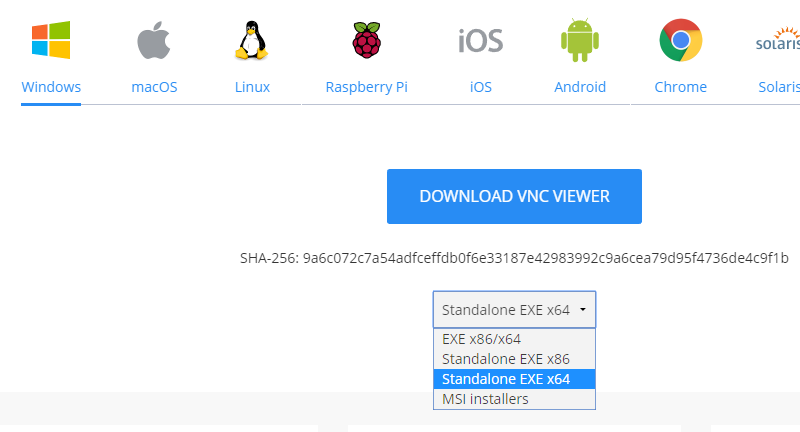 iOS
solaris
Windows
macOS
Linux
Raspberry Pi
iOS
Android
Chrome
Solaris
DOWNLOAD VNC VIEWER
SHA-256: 9a6c072c7a54adfceffdb0f6e33187e42983992c9a6cea79d95f4736de4c9f1b
Standalone EXE x64
EXE x86/x64
Standalone EXE x86
Standalone EXE x64
MSI installers